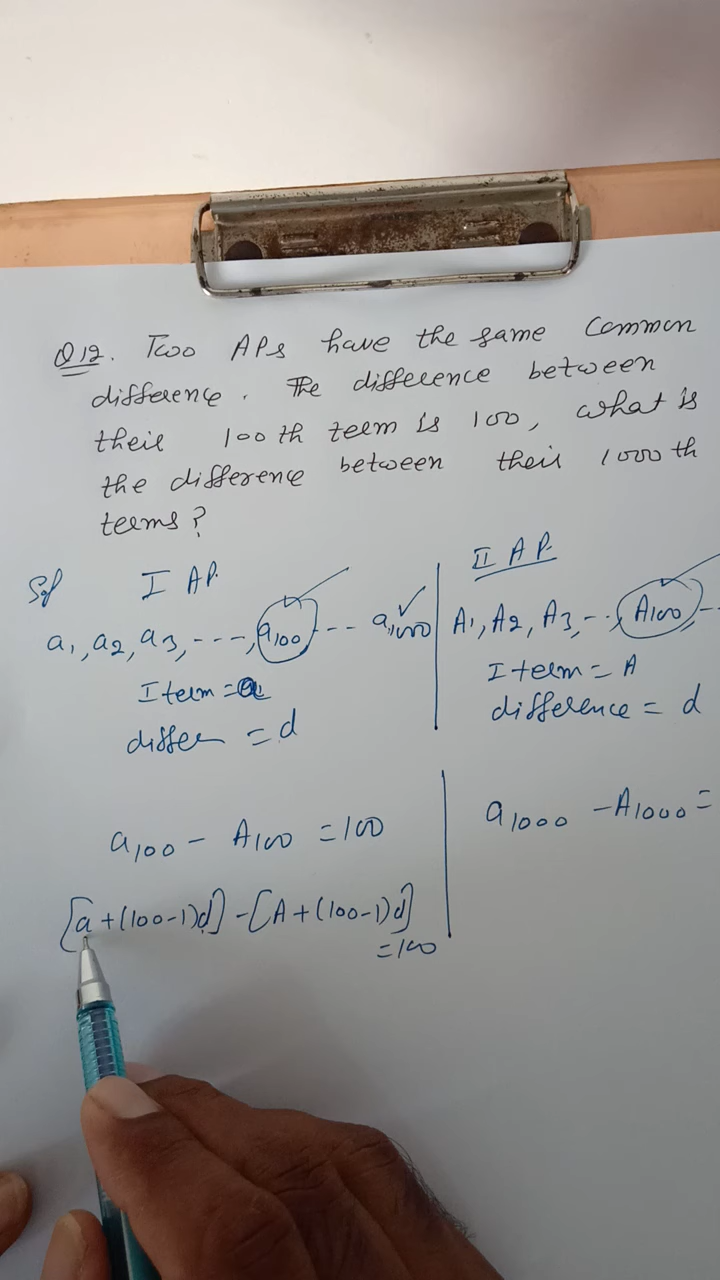 Q12. Two APs have the same Common
difference. The difference between
their 100th term is 100, what is
the difference between their 1000th
terms?
Sol I AP.
a1, a2, a3, ---, a100 --- a1000
I term = a
differ = d
II AP.
A1, A2, A3, --, A100, --
I term = A
difference = d
a100 - A100 = 100
[a+(100-1)d] - [A+(100-1)d]
= 100
a1000 - A1000 =